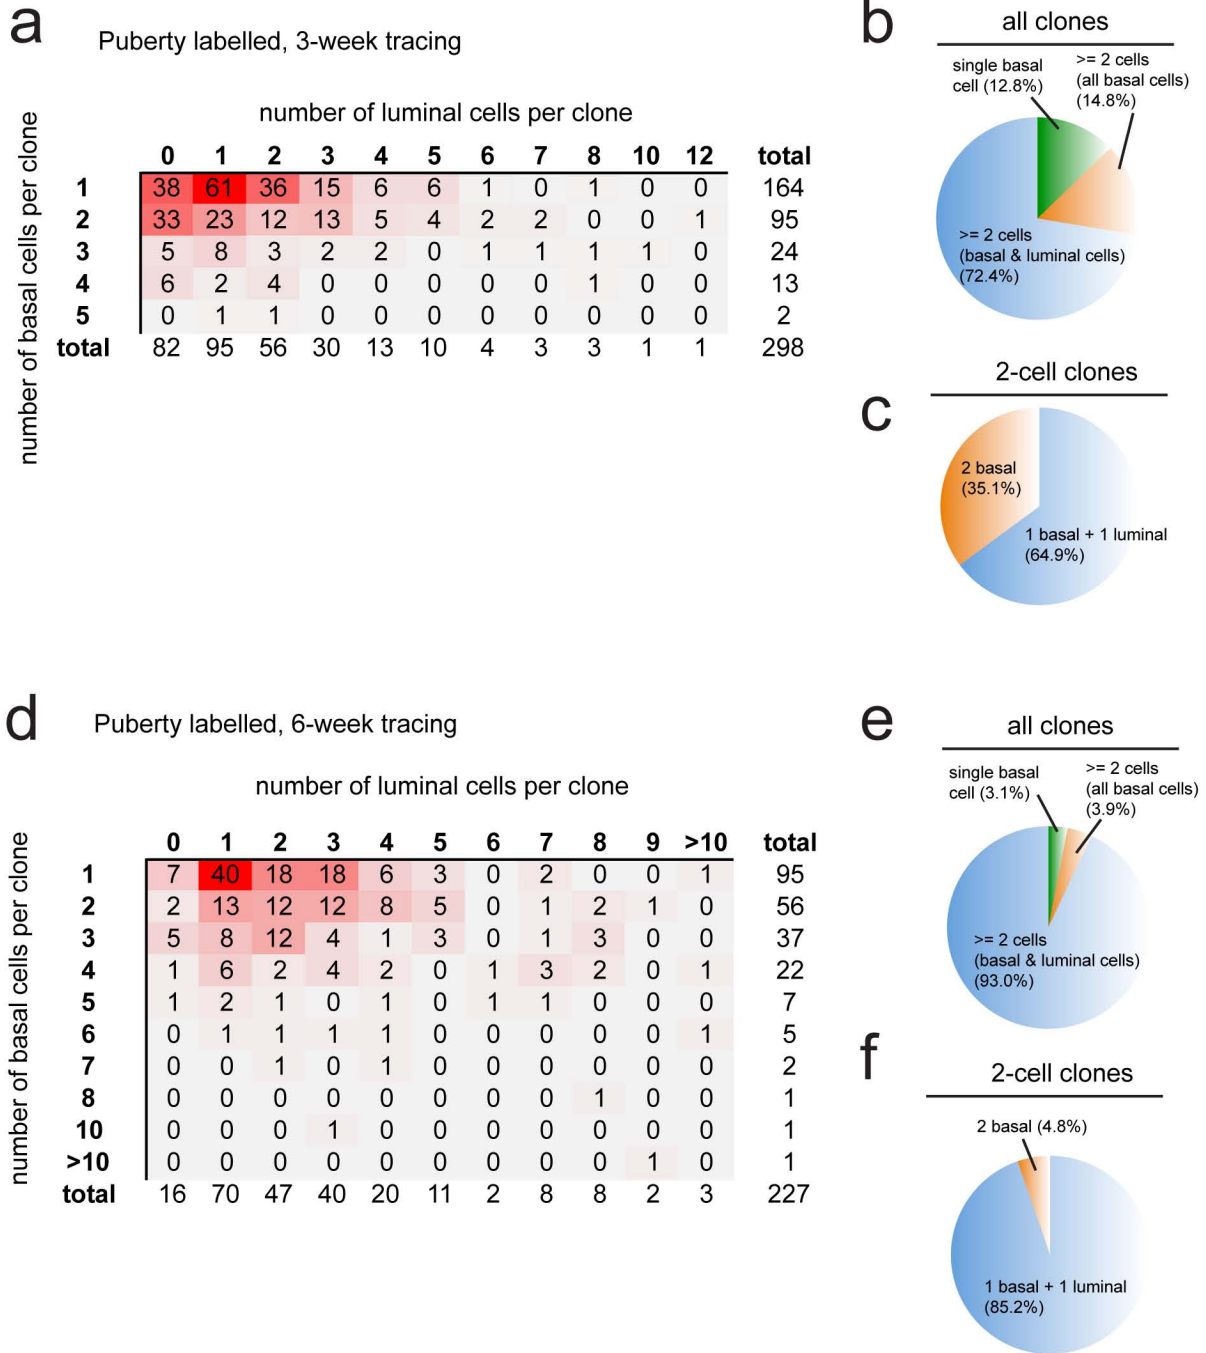 a
Puberty labelled, 3-week tracing
number of luminal cells per clone
number of basal cells per clone
0 1 2 3 4 5 6 7 8 10 12 total
1 38 61 36 15 6 6 1 0 1 0 0 164
2 33 23 12 13 5 4 2 2 0 0 1 95
3 5 8 3 2 2 0 1 1 1 1 0 24
4 6 2 4 0 0 0 0 0 1 0 0 13
5 0 1 1 0 0 0 0 0 0 0 0 2
total 82 95 56 30 13 10 4 3 3 1 1 298
b
all clones
single basal
cell (12.8%)
>= 2 cells
(all basal cells)
(14.8%)
>= 2 cells
(basal & luminal cells)
(72.4%)
c
2-cell clones
2 basal
(35.1%)
1 basal + 1 luminal
(64.9%)
d
Puberty labelled, 6-week tracing
number of luminal cells per clone
number of basal cells per clone
0 1 2 3 4 5 6 7 8 9 >10 total
1 7 40 18 18 6 3 0 2 0 0 1 95
2 2 13 12 12 8 5 0 1 2 1 0 56
3 5 8 12 4 1 3 0 1 3 0 0 37
4 1 6 2 4 2 0 1 3 2 0 1 22
5 1 2 1 0 1 0 1 1 0 0 0 7
6 0 1 1 1 1 0 0 0 0 0 1 5
7 0 0 1 0 1 0 0 0 0 0 0 2
8 0 0 0 0 0 0 0 0 1 0 0 1
10 0 0 0 1 0 0 0 0 0 0 0 1
>10 0 0 0 0 0 0 0 0 0 1 0 1
total 16 70 47 40 20 11 2 8 8 2 3 227
e
all clones
single basal
cell (3.1%)
>= 2 cells
(all basal cells)
(3.9%)
>= 2 cells
(basal & luminal cells)
(93.0%)
f
2-cell clones
2 basal (4.8%)
1 basal + 1 luminal
(85.2%)